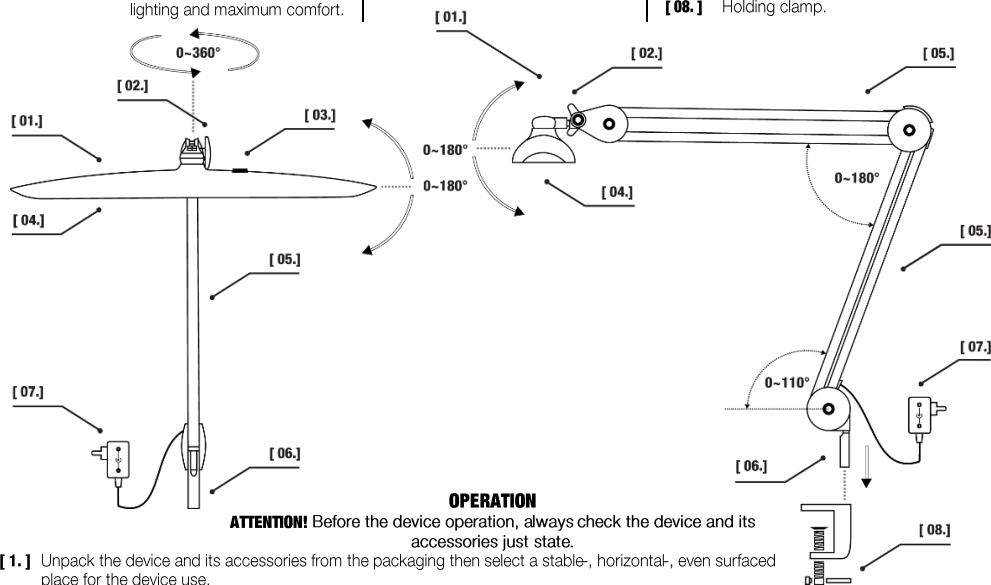 lighting and maximum comfort.
[ 08. ] Holding clamp.
[ 01.]
0~360°
[ 02.]
[ 05.]
[ 02.]
[ 03.]
[ 01.]
0~180°
0~180°
0~180°
[ 04.]
[ 04.]
[ 05.]
[ 05.]
[ 07.]
0~110°
[ 07.]
[ 06.]
[ 06.]
OPERATION
ATTENTION! Before the device operation, always check the device and its
accessories just state.
[ 08.]
[ 1. ] Unpack the device and its accessories from the packaging then select a stable-, horizontal-, even surfaced
place for the device use.